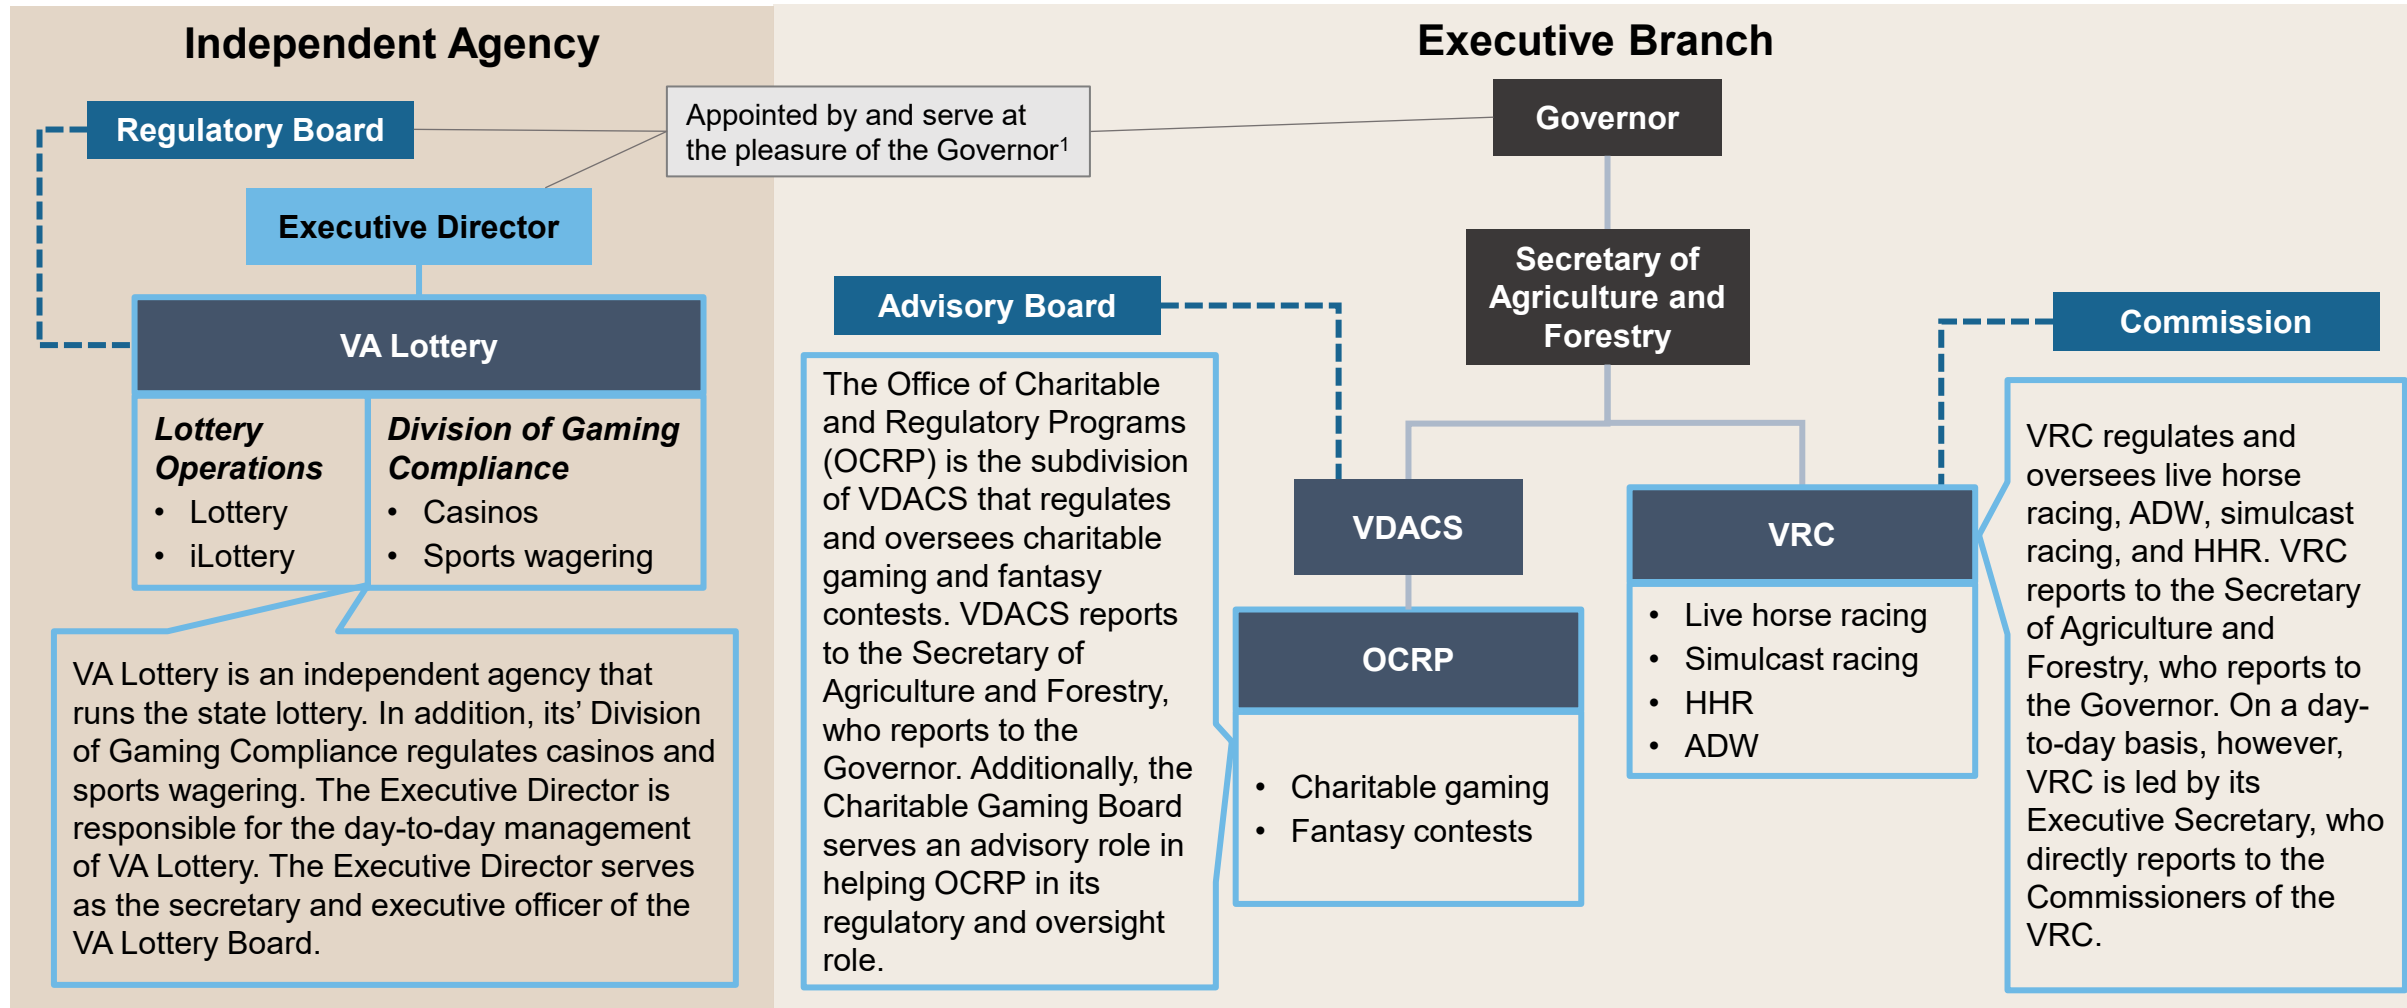 Independent Agency
Executive Branch
Regulatory Board
Appointed by and serve at
the pleasure of the Governor¹
Governor
Executive Director
Secretary of
Agriculture and
Forestry
Advisory Board
Commission
VA Lottery
Lottery
Operations
• Lottery
• iLottery
Division of Gaming
Compliance
• Casinos
• Sports wagering
VA Lottery is an independent agency that
runs the state lottery. In addition, its’ Division
of Gaming Compliance regulates casinos and
sports wagering. The Executive Director is
responsible for the day-to-day management
of VA Lottery. The Executive Director serves
as the secretary and executive officer of the
VA Lottery Board.
The Office of Charitable
and Regulatory Programs
(OCRP) is the subdivision
of VDACS that regulates
and oversees charitable
gaming and fantasy
contests. VDACS reports
to the Secretary of
Agriculture and Forestry,
who reports to the
Governor. Additionally, the
Charitable Gaming Board
serves an advisory role in
helping OCRP in its
regulatory and oversight
role.
VDACS
OCRP
• Charitable gaming
• Fantasy contests
VRC
• Live horse racing
• Simulcast racing
• HHR
• ADW
VRC regulates and
oversees live horse
racing, ADW, simulcast
racing, and HHR. VRC
reports to the Secretary
of Agriculture and
Forestry, who reports to
the Governor. On a day-
to-day basis, however,
VRC is led by its
Executive Secretary, who
directly reports to the
Commissioners of the
VRC.